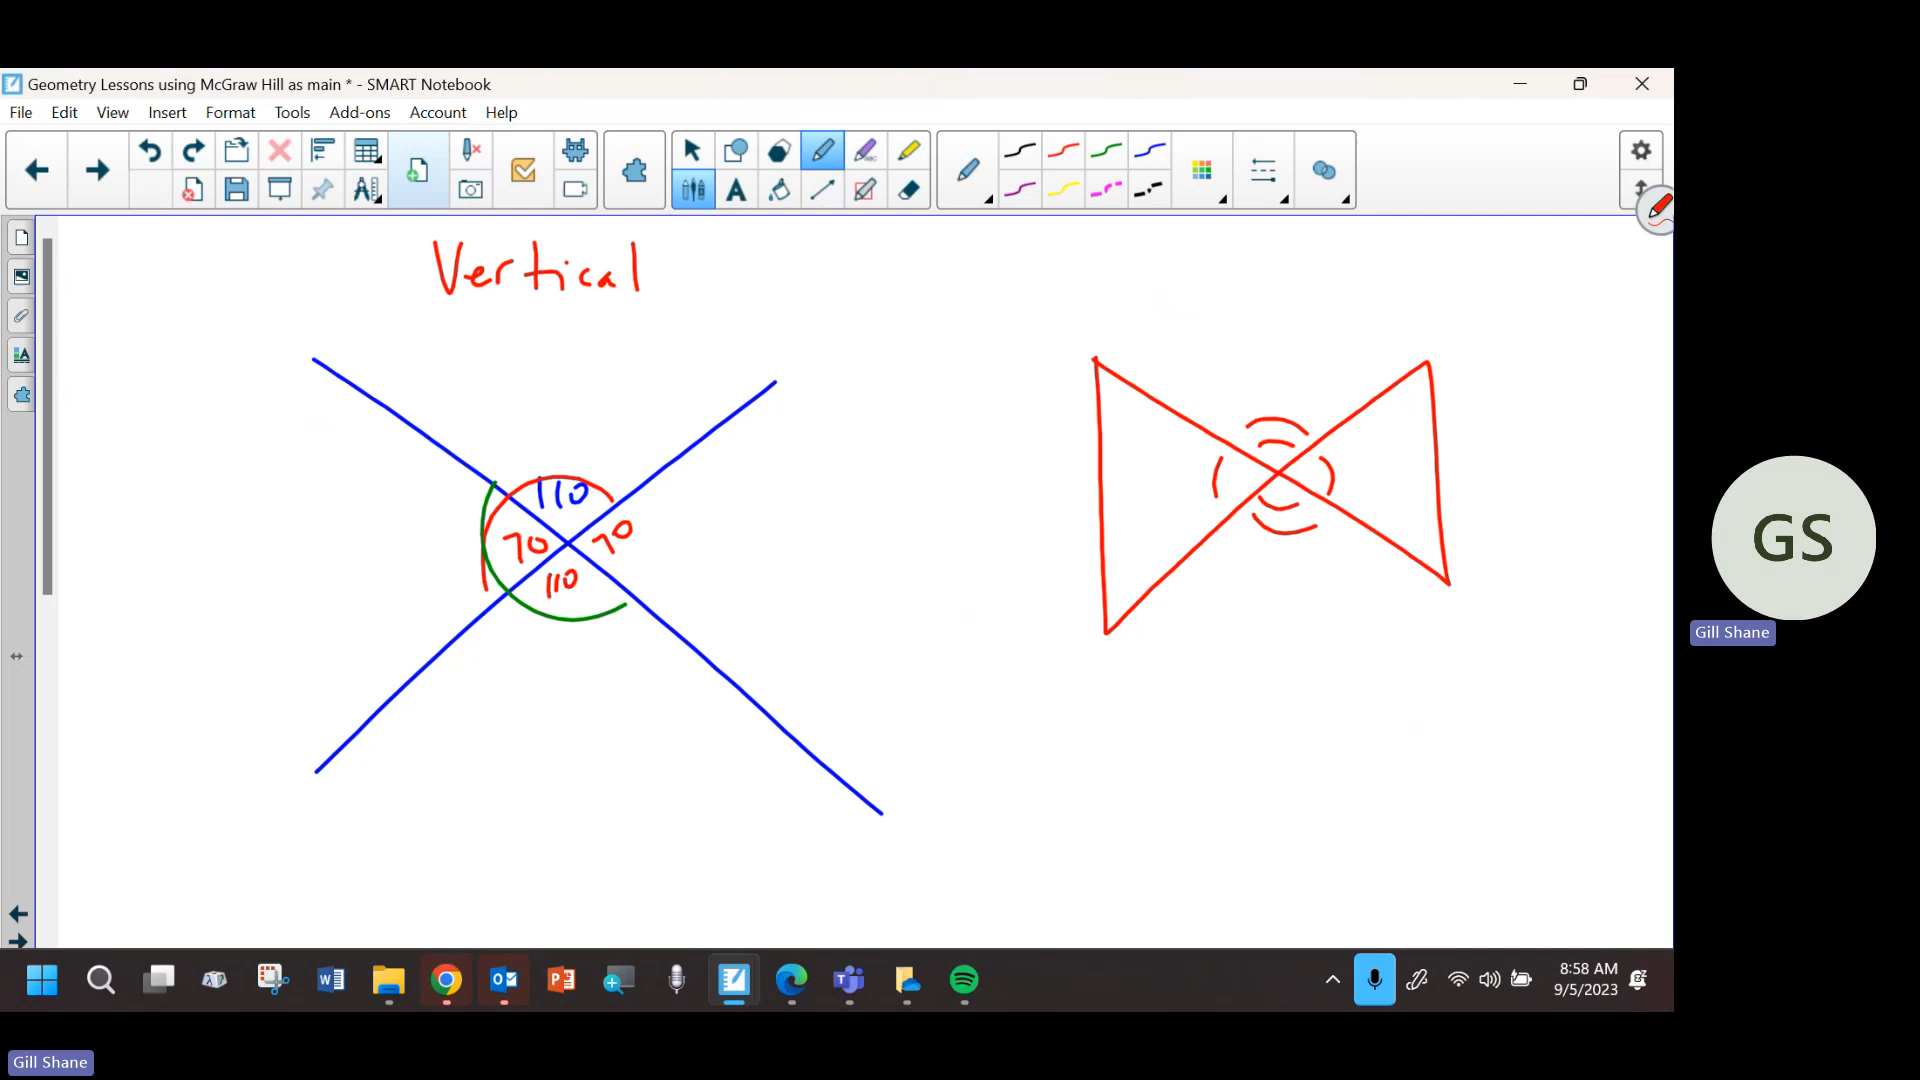 Geometry Lessons using McGraw Hill as main * - SMART Notebook
File Edit View Insert Format Tools Add-ons Account Help
Vertical
110
70 70
110
GS
Gill Shane
8:58 AM
9/5/2023
Gill Shane